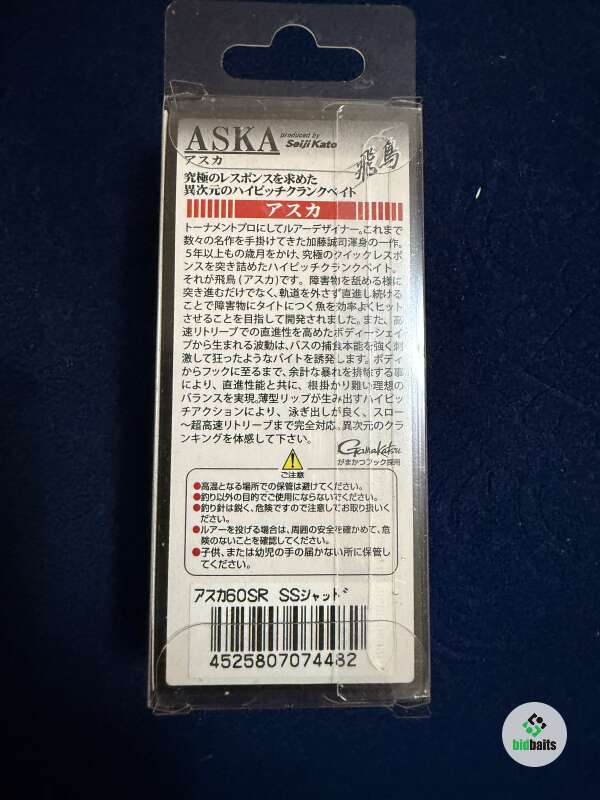 ASKA
produced by
Seiji Kato
飛鳥
アスカ
究極のレスポンスを求めた
異次元のハイピッチクランクベイト
アスカ
トーナメントプロにしてルアーデザイナー。これまで
数々の名作を手掛けてきた加藤誠司渾身の一作。
5年以上もの歳月をかけ、究極のクイックレスポ
ンスを突き詰めたハイピッチクランクベイト。
それが飛鳥(アスカ)です。障害物を舐める様に
突き進むだけでなく、軌道を外さず直進し続ける
ことで障害物にタイトにつく魚を効率よくヒット
させることを目指して開発されました。また、高
速リトリーブでの直進性を高めたボディーシェイ
プから生まれる波動は、バスの捕食本能を強く刺
激して狂ったようなバイトを誘発します。ボディ
からフックに至るまで、余計な暴れを排除する事
により、直進性能と共に、根掛かり難い理想の
バランスを実現。薄型リップが生み出すハイピッ
チアクションにより、泳ぎ出しが良く、スロー
〜超高速リトリーブまで完全対応。異次元のクラ
ンキングを体感して下さい。
Gamakatsu
がまかつフック採用
ご注意
●高温となる場所での保管は避けてください。
●釣り以外の目的でご使用にならないでください。
●釣り針は鋭く、危険ですので注意してお取り扱いく
ださい。
●ルアーを投げる場合は、周囲の安全を確かめて、危
険のないことを確認してください。
●子供、または幼児の手の届かない所に保管し
てください。
アスカ60SR SSシャッド
4525807074482
bidbaits